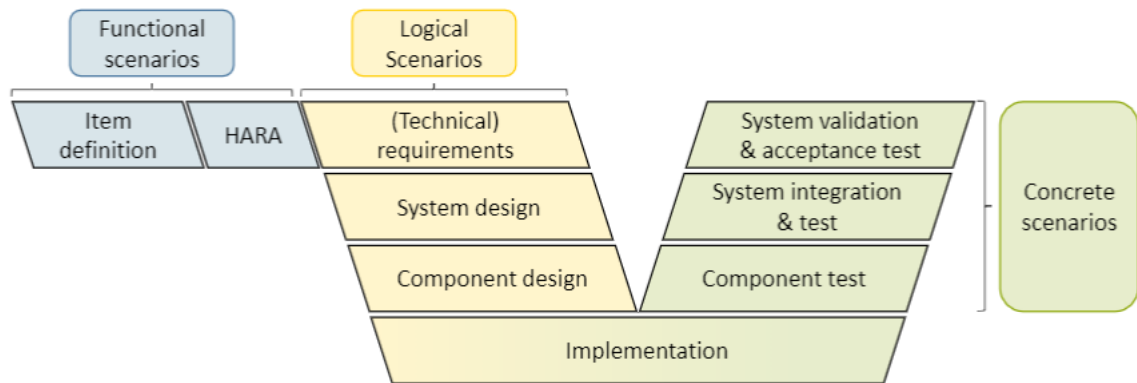 Functional
scenarios
Logical
Scenarios
Item
definition
HARA
(Technical)
requirements
System validation
& acceptance test
System design
System integration
& test
Concrete
scenarios
Component design
Component test
Implementation